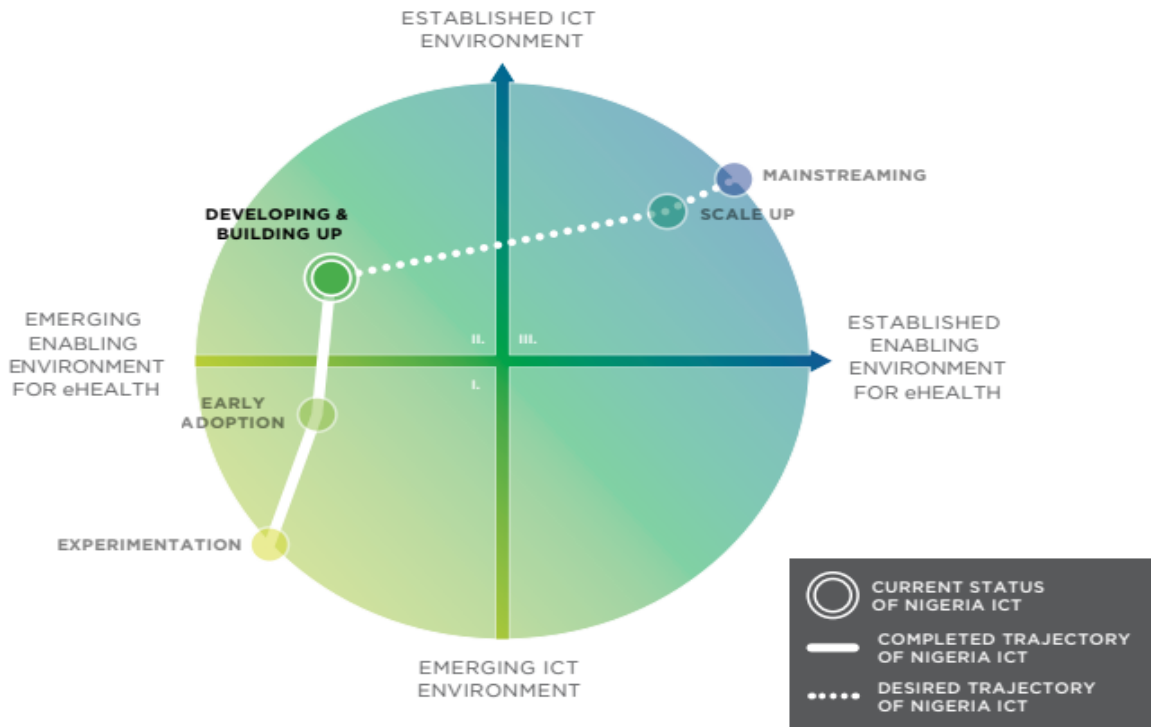 ESTABLISHED ICT
ENVIRONMENT
MAINSTREAMING
SCALE UP
DEVELOPING &
BUILDING UP
EMERGING
ENABLING
ENVIRONMENT
FOR eHEALTH
II.
III.
I.
ESTABLISHED
ENABLING
ENVIRONMENT
FOR eHEALTH
EARLY
ADOPTION
EXPERIMENTATION
EMERGING ICT
ENVIRONMENT
CURRENT STATUS
OF NIGERIA ICT
COMPLETED TRAJECTORY
OF NIGERIA ICT
DESIRED TRAJECTORY
OF NIGERIA ICT